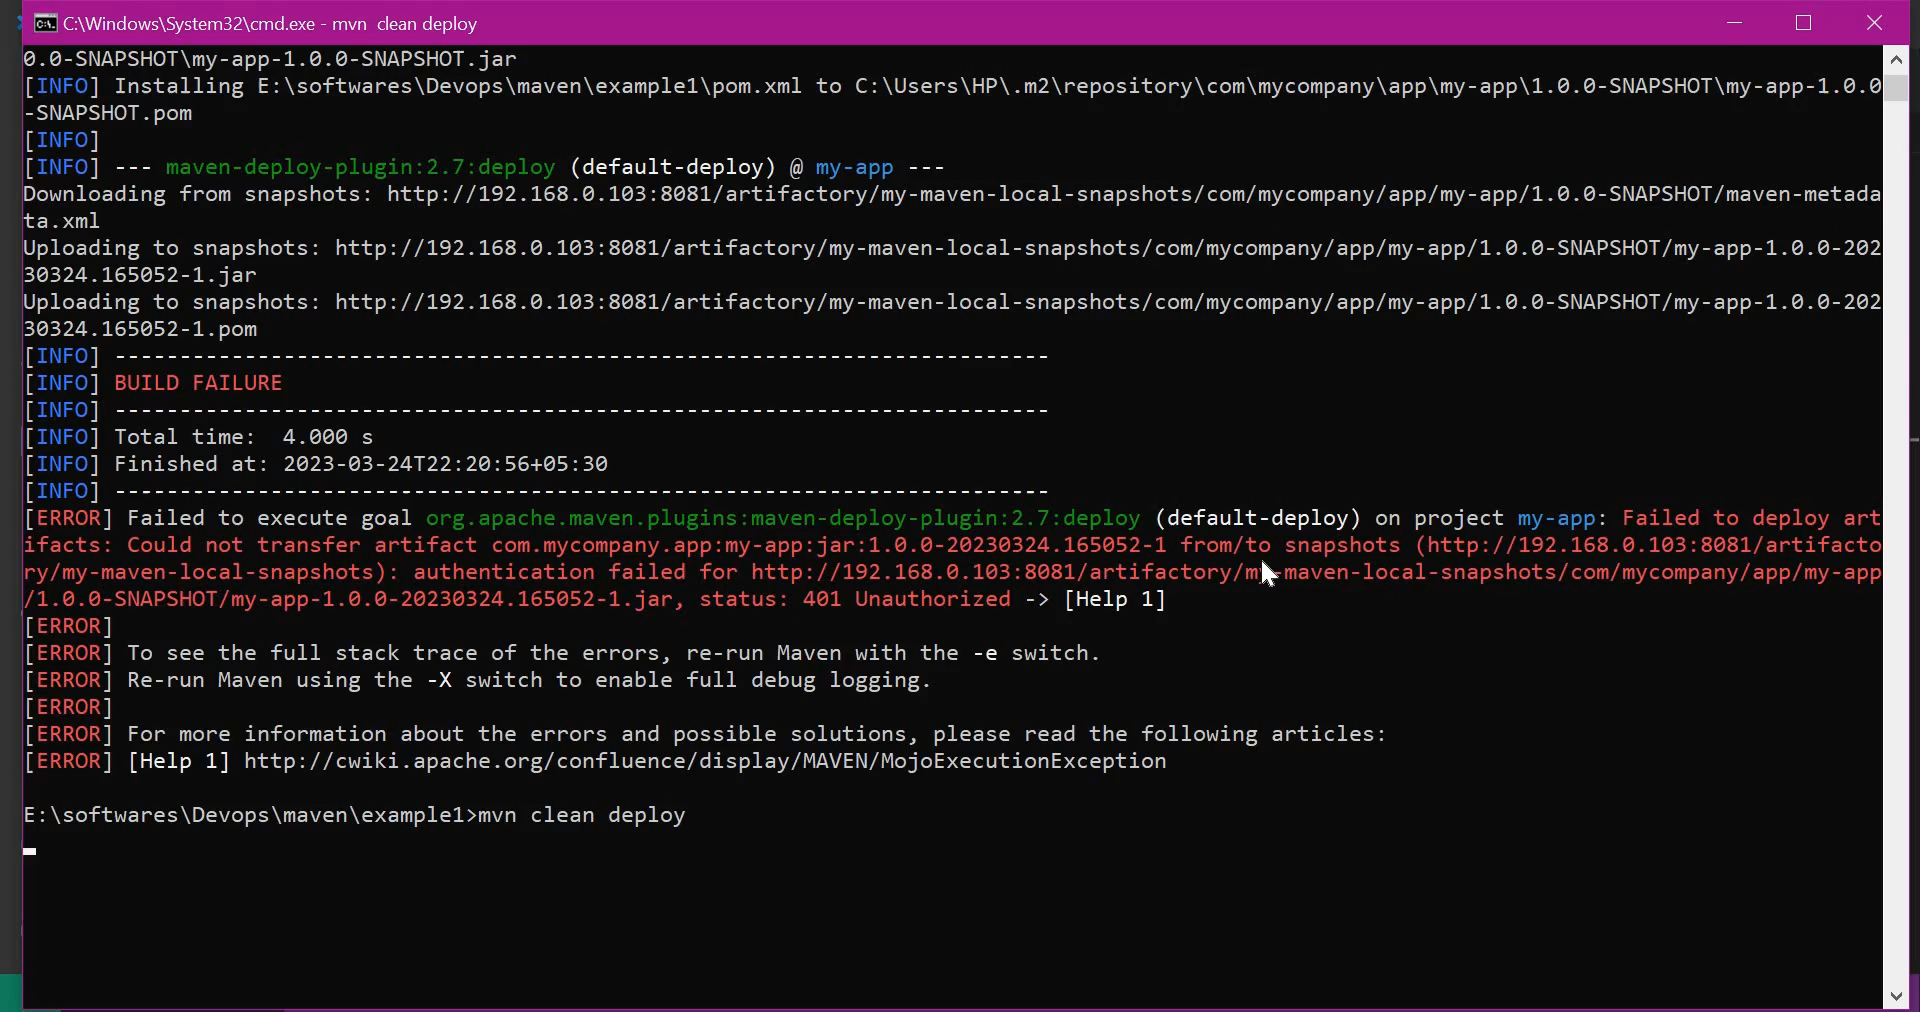 C:\Windows\System32\cmd.exe - mvn  clean deploy
0.0-SNAPSHOT\my-app-1.0.0-SNAPSHOT.jar
[INFO] Installing E:\softwares\Devops\maven\example1\pom.xml to C:\Users\HP\.m2\repository\com\mycompany\app\my-app\1.0.0-SNAPSHOT\my-app-1.0.0
-SNAPSHOT.pom
[INFO]
[INFO] --- maven-deploy-plugin:2.7:deploy (default-deploy) @ my-app ---
Downloading from snapshots: http://192.168.0.103:8081/artifactory/my-maven-local-snapshots/com/mycompany/app/my-app/1.0.0-SNAPSHOT/maven-metada
ta.xml
Uploading to snapshots: http://192.168.0.103:8081/artifactory/my-maven-local-snapshots/com/mycompany/app/my-app/1.0.0-SNAPSHOT/my-app-1.0.0-202
30324.165052-1.jar
Uploading to snapshots: http://192.168.0.103:8081/artifactory/my-maven-local-snapshots/com/mycompany/app/my-app/1.0.0-SNAPSHOT/my-app-1.0.0-202
30324.165052-1.pom
[INFO] ------------------------------------------------------------------------
[INFO] BUILD FAILURE
[INFO] ------------------------------------------------------------------------
[INFO] Total time:  4.000 s
[INFO] Finished at: 2023-03-24T22:20:56+05:30
[INFO] ------------------------------------------------------------------------
[ERROR] Failed to execute goal org.apache.maven.plugins:maven-deploy-plugin:2.7:deploy (default-deploy) on project my-app: Failed to deploy art
ifacts: Could not transfer artifact com.mycompany.app:my-app:jar:1.0.0-20230324.165052-1 from/to snapshots (http://192.168.0.103:8081/artifacto
ry/my-maven-local-snapshots): authentication failed for http://192.168.0.103:8081/artifactory/my-maven-local-snapshots/com/mycompany/app/my-app
/1.0.0-SNAPSHOT/my-app-1.0.0-20230324.165052-1.jar, status: 401 Unauthorized -> [Help 1]
[ERROR]
[ERROR] To see the full stack trace of the errors, re-run Maven with the -e switch.
[ERROR] Re-run Maven using the -X switch to enable full debug logging.
[ERROR]
[ERROR] For more information about the errors and possible solutions, please read the following articles:
[ERROR] [Help 1] http://cwiki.apache.org/confluence/display/MAVEN/MojoExecutionException
E:\softwares\Devops\maven\example1>mvn clean deploy